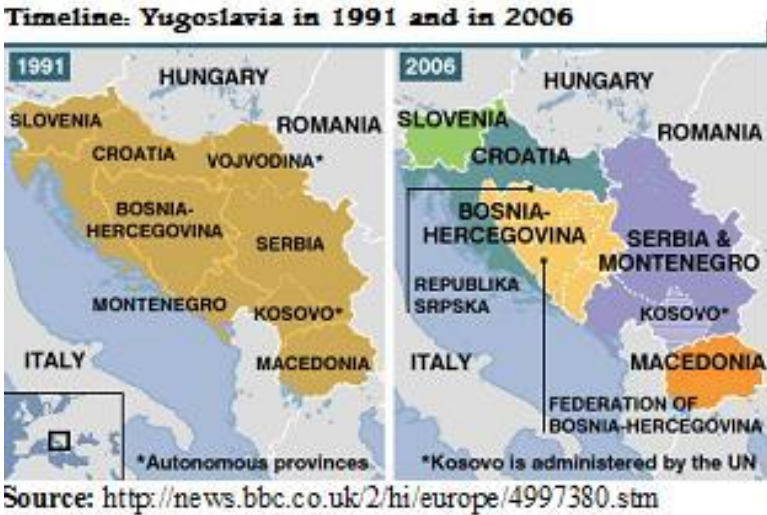 Timeline: Yugoslavia in 1991 and in 2006
1991
HUNGARY
SLOVENIA
ROMANIA
CROATIA
VOJVODINA*
BOSNIA-
HERCEGOVINA
SERBIA
MONTENEGRO
KOSOVO*
ITALY
MACEDONIA
*Autonomous provinces
2006
HUNGARY
SLOVENIA
ROMANIA
CROATIA
BOSNIA-
HERCEGOVINA
SERBIA &
MONTENEGRO
REPUBLIKA
SRPSKA
KOSOVO*
ITALY
MACEDONIA
FEDERATION OF
BOSNIA-HERCEGOVINA
*Kosovo is administered by the UN
Source: http://news.bbc.co.uk/2/hi/europe/4997380.stm